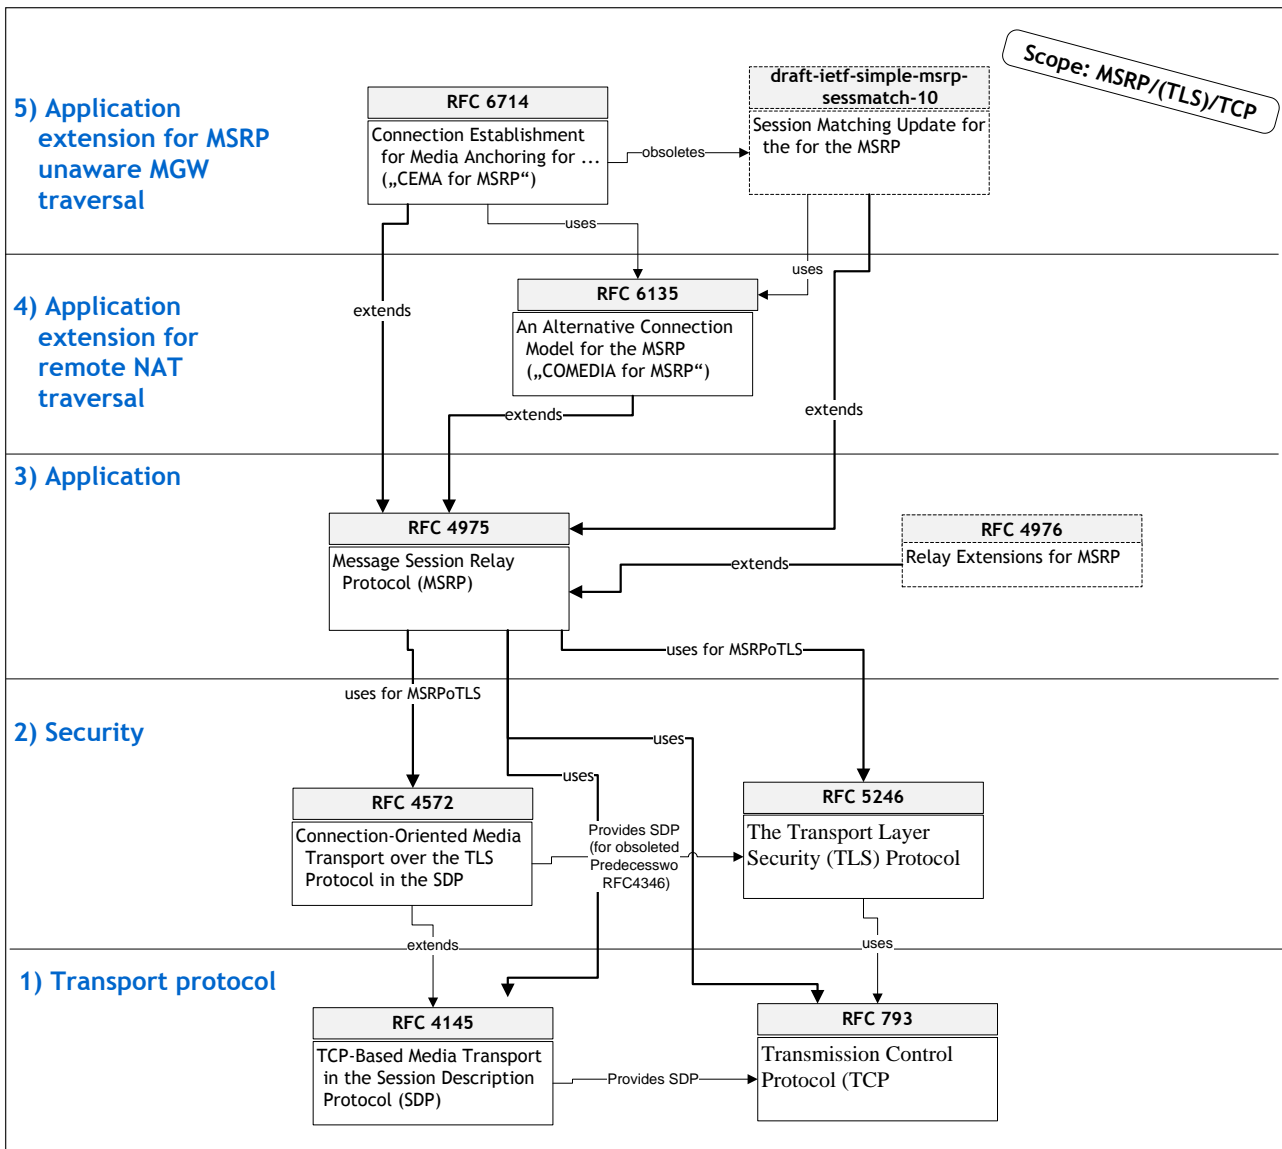 Scope: MSRP/(TLS)/TCP
5) Application
extension for MSRP
unaware MGW
traversal
RFC 6714
Connection Establishment
for Media Anchoring for ...
(„CEMA for MSRP“)
obsoletes
draft-ietf-simple-msrp-
sessmatch-10
Session Matching Update for
the for the MSRP
uses
uses
extends
4) Application
extension for
remote NAT
traversal
RFC 6135
An Alternative Connection
Model for the MSRP
(„COMEDIA for MSRP“)
extends
extends
3) Application
RFC 4975
Message Session Relay
Protocol (MSRP)
extends
RFC 4976
Relay Extensions for MSRP
uses for MSRPoTLS
uses for MSRPoTLS
2) Security
uses
uses
RFC 4572
Connection-Oriented Media
Transport over the TLS
Protocol in the SDP
Provides SDP
(for obsoleted
Predecesswo
RFC4346)
RFC 5246
The Transport Layer
Security (TLS) Protocol
extends
uses
1) Transport protocol
RFC 4145
TCP-Based Media Transport
in the Session Description
Protocol (SDP)
Provides SDP
RFC 793
Transmission Control
Protocol (TCP